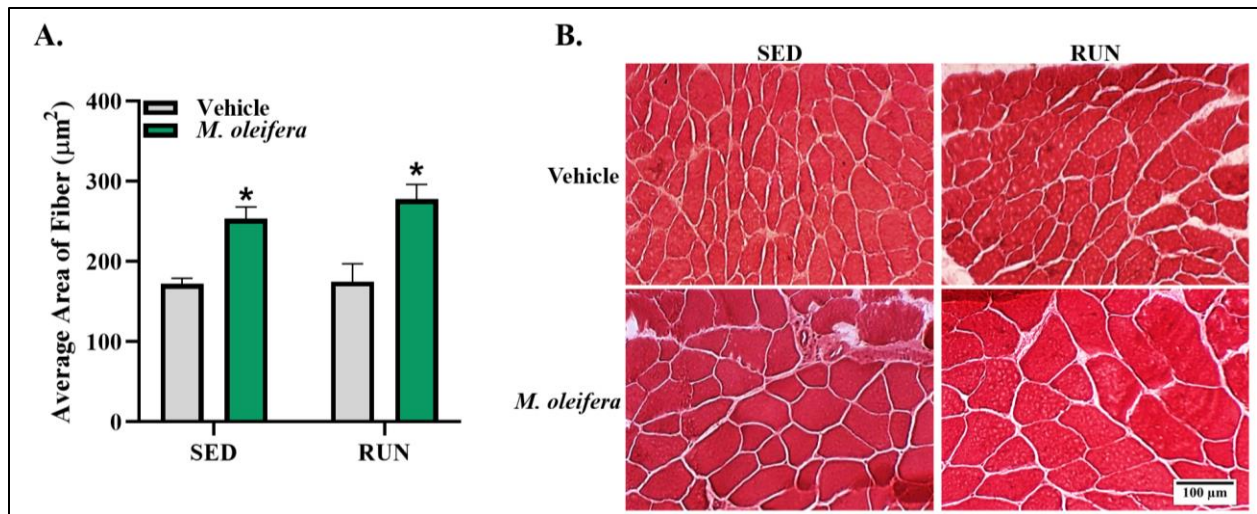 A.
Average Area of Fiber (µm²)
400
300
200
100
0
Vehicle
M. oleifera
*
*
SED
RUN
B.
SED
RUN
Vehicle
M. oleifera
100 µm